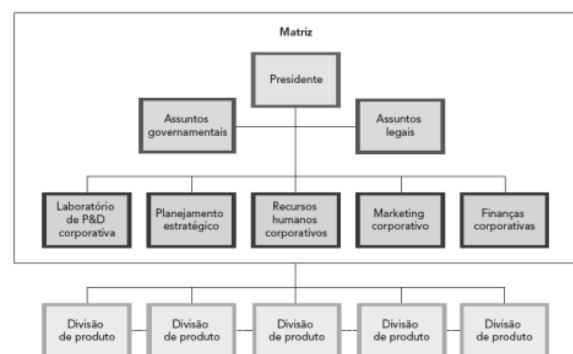 Matriz
Presidente
Assuntos
governamentais
Assuntos
legais
Laboratório
de P&D
corporativa
Planejamento
estratégico
Recursos
humanos
corporativos
Marketing
corporativo
Finanças
corporativas
Divisão
de produto
Divisão
de produto
Divisão
de produto
Divisão
de produto
Divisão
de produto